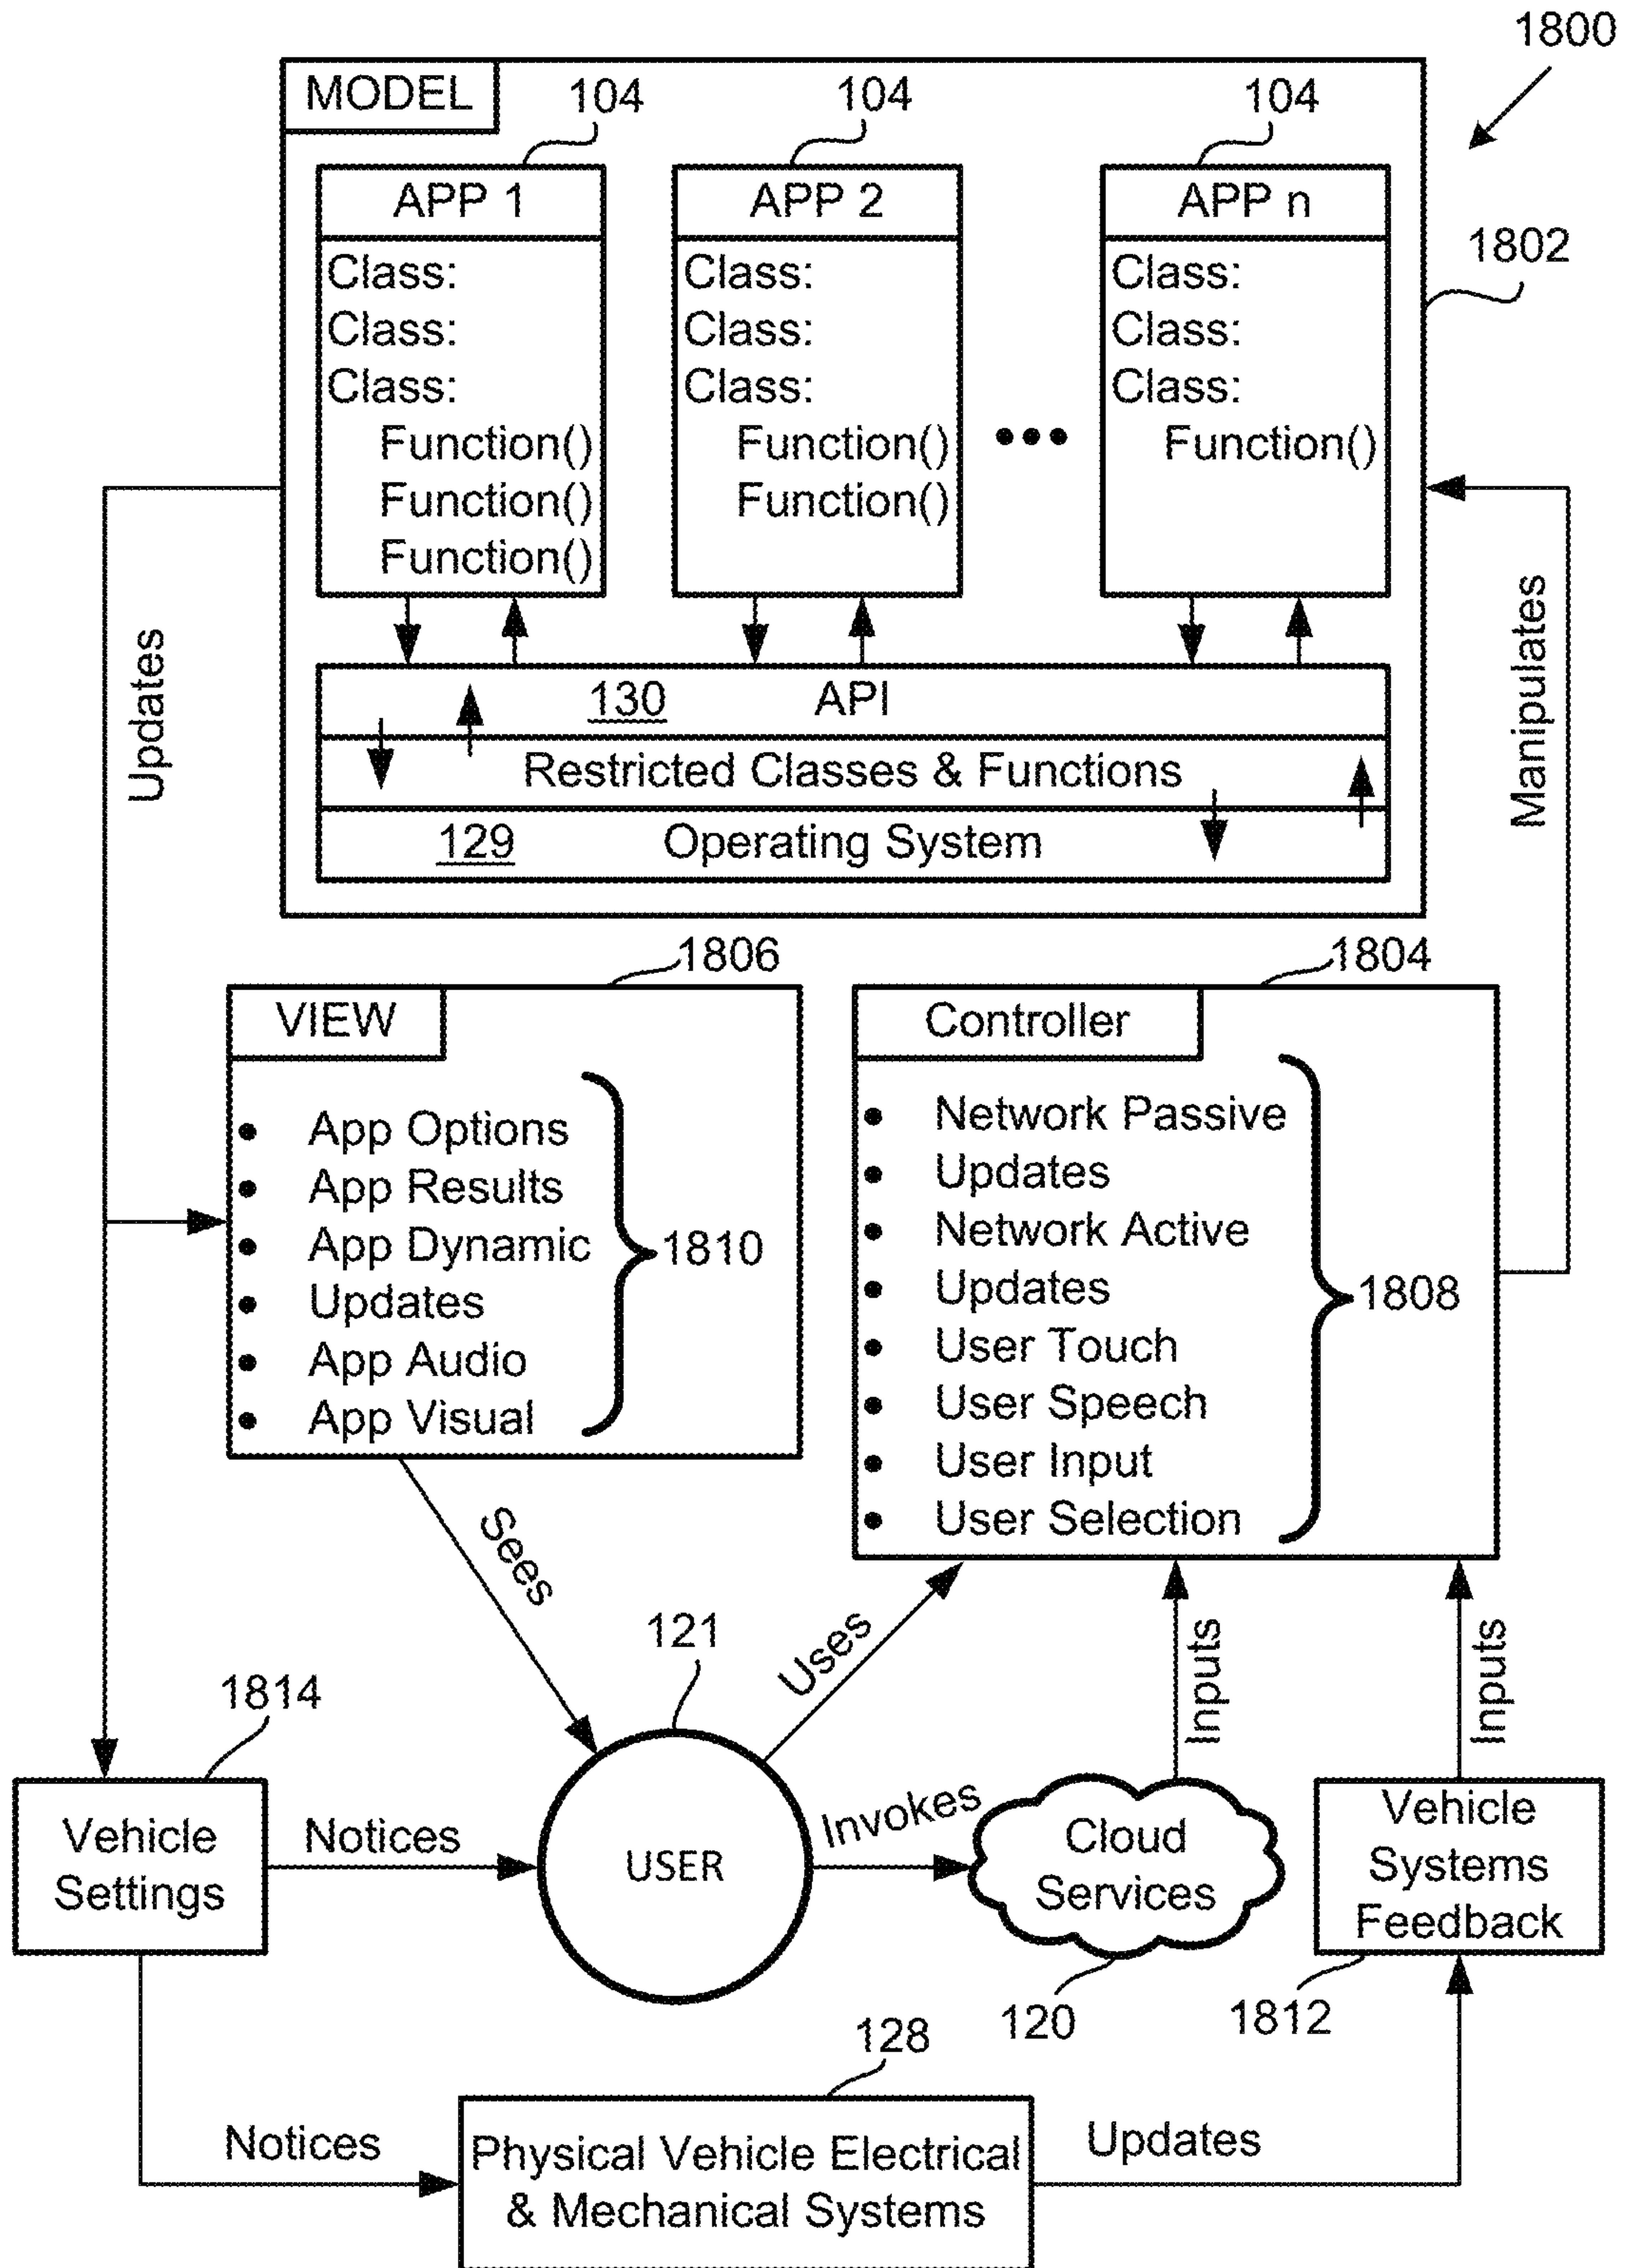 1800
MODEL
104
104
104
APP 1
Class:
Class:
Class:
Function()
Function()
Function()
APP 2
Class:
Class:
Class:
Function()
Function()
•••
APP n
Class:
Class:
Class:
Function()
1802
130 API
Restricted Classes & Functions
129 Operating System
Updates
Manipulates
1806
VIEW
• App Options
• App Results
• App Dynamic
• Updates
• App Audio
• App Visual
1810
1804
Controller
• Network Passive
• Updates
• Network Active
• Updates
• User Touch
• User Speech
• User Input
• User Selection
1808
Sees
Uses
Inputs
Inputs
121
1814
Vehicle
Settings
Notices
USER
Invokes
Cloud
Services
120
Vehicle
Systems
Feedback
1812
128
Notices
Physical Vehicle Electrical
& Mechanical Systems
Updates